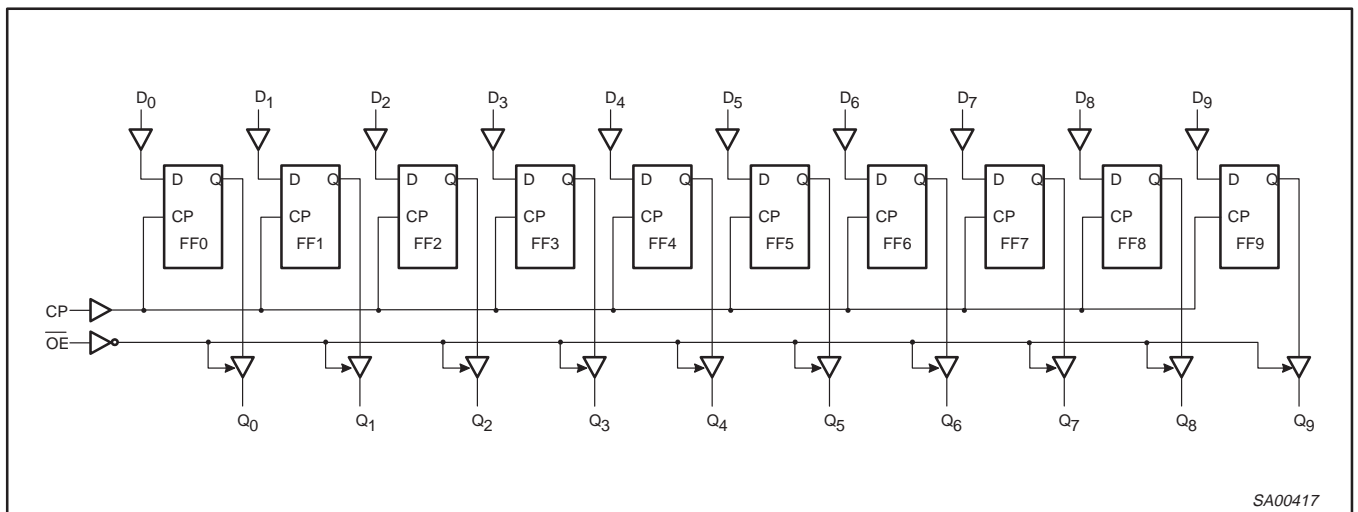 D0 D1 D2 D3 D4 D5 D6 D7 D8 D9
D Q D Q D Q D Q D Q D Q D Q D Q D Q D Q
CP CP CP CP CP CP CP CP CP CP
FF0 FF1 FF2 FF3 FF4 FF5 FF6 FF7 FF8 FF9
CP
OE
Q0 Q1 Q2 Q3 Q4 Q5 Q6 Q7 Q8 Q9
SA00417